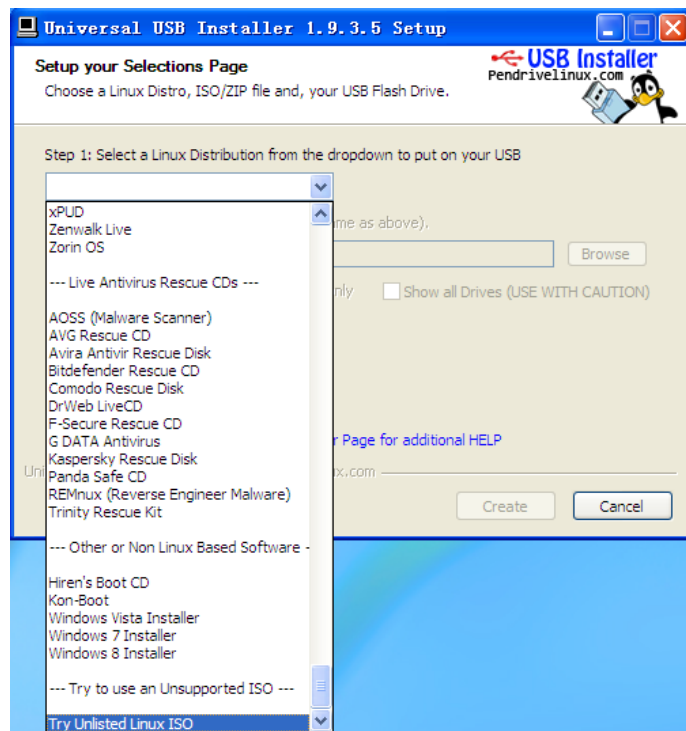 Universal USB Installer 1.9.3.5 Setup
Setup your Selections Page
Choose a Linux Distro, ISO/ZIP file and, your USB Flash Drive.
USB Installer
Pendrivelinux.com
Step 1: Select a Linux Distribution from the dropdown to put on your USB
xPUD
Zenwalk Live
Zorin OS
as above).
Browse
--- Live Antivirus Rescue CDs ---
Show all Drives (USE WITH CAUTION)
AOSS (Malware Scanner)
AVG Rescue CD
Avira Antivir Rescue Disk
Bitdefender Rescue CD
Comodo Rescue Disk
DrWeb LiveCD
F-Secure Rescue CD
G DATA Antivirus
Page for additional HELP
Kaspersky Rescue Disk
Panda Safe CD
REMnux (Reverse Engineer Malware)
Trinity Rescue Kit
Create
Cancel
--- Other or Non Linux Based Software -
Hiren's Boot CD
Kon-Boot
Windows Vista Installer
Windows 7 Installer
Windows 8 Installer
--- Try to use an Unsupported ISO ---
Try Unlisted Linux ISO